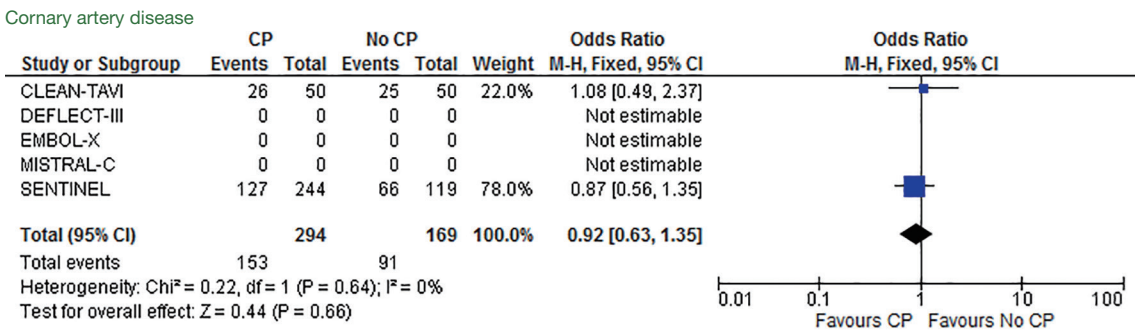 Cornary artery disease
CP No CP Odds Ratio Odds Ratio
Study or Subgroup Events Total Events Total Weight M-H, Fixed, 95% CI M-H, Fixed, 95% CI
CLEAN-TAVI 26 50 25 50 22.0% 1.08 [0.49, 2.37]
DEFLECT-III 0 0 0 0 Not estimable
EMBOL-X 0 0 0 0 Not estimable
MISTRAL-C 0 0 0 0 Not estimable
SENTINEL 127 244 66 119 78.0% 0.87 [0.56, 1.35]
Total (95% CI) 294 169 100.0% 0.92 [0.63, 1.35]
Total events 153 91
Heterogeneity: Chi² = 0.22, df = 1 (P = 0.64); I² = 0%
Test for overall effect: Z = 0.44 (P = 0.66)
0.01 0.1 1 10 100
Favours CP Favours No CP